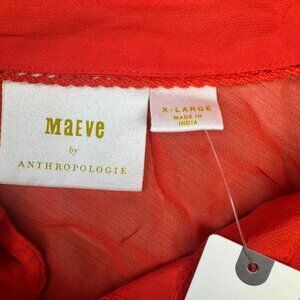 MaEVe
by
ANTHROPOLOGIE
X-LARGE
MADE IN
INDIA